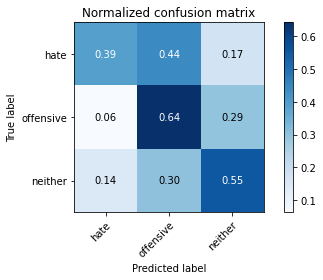 Normalized confusion matrix
True label
hate 0.39 0.44 0.17
offensive 0.06 0.64 0.29
neither 0.14 0.30 0.55
hate offensive neither
Predicted label
0.6
0.5
0.4
0.3
0.2
0.1